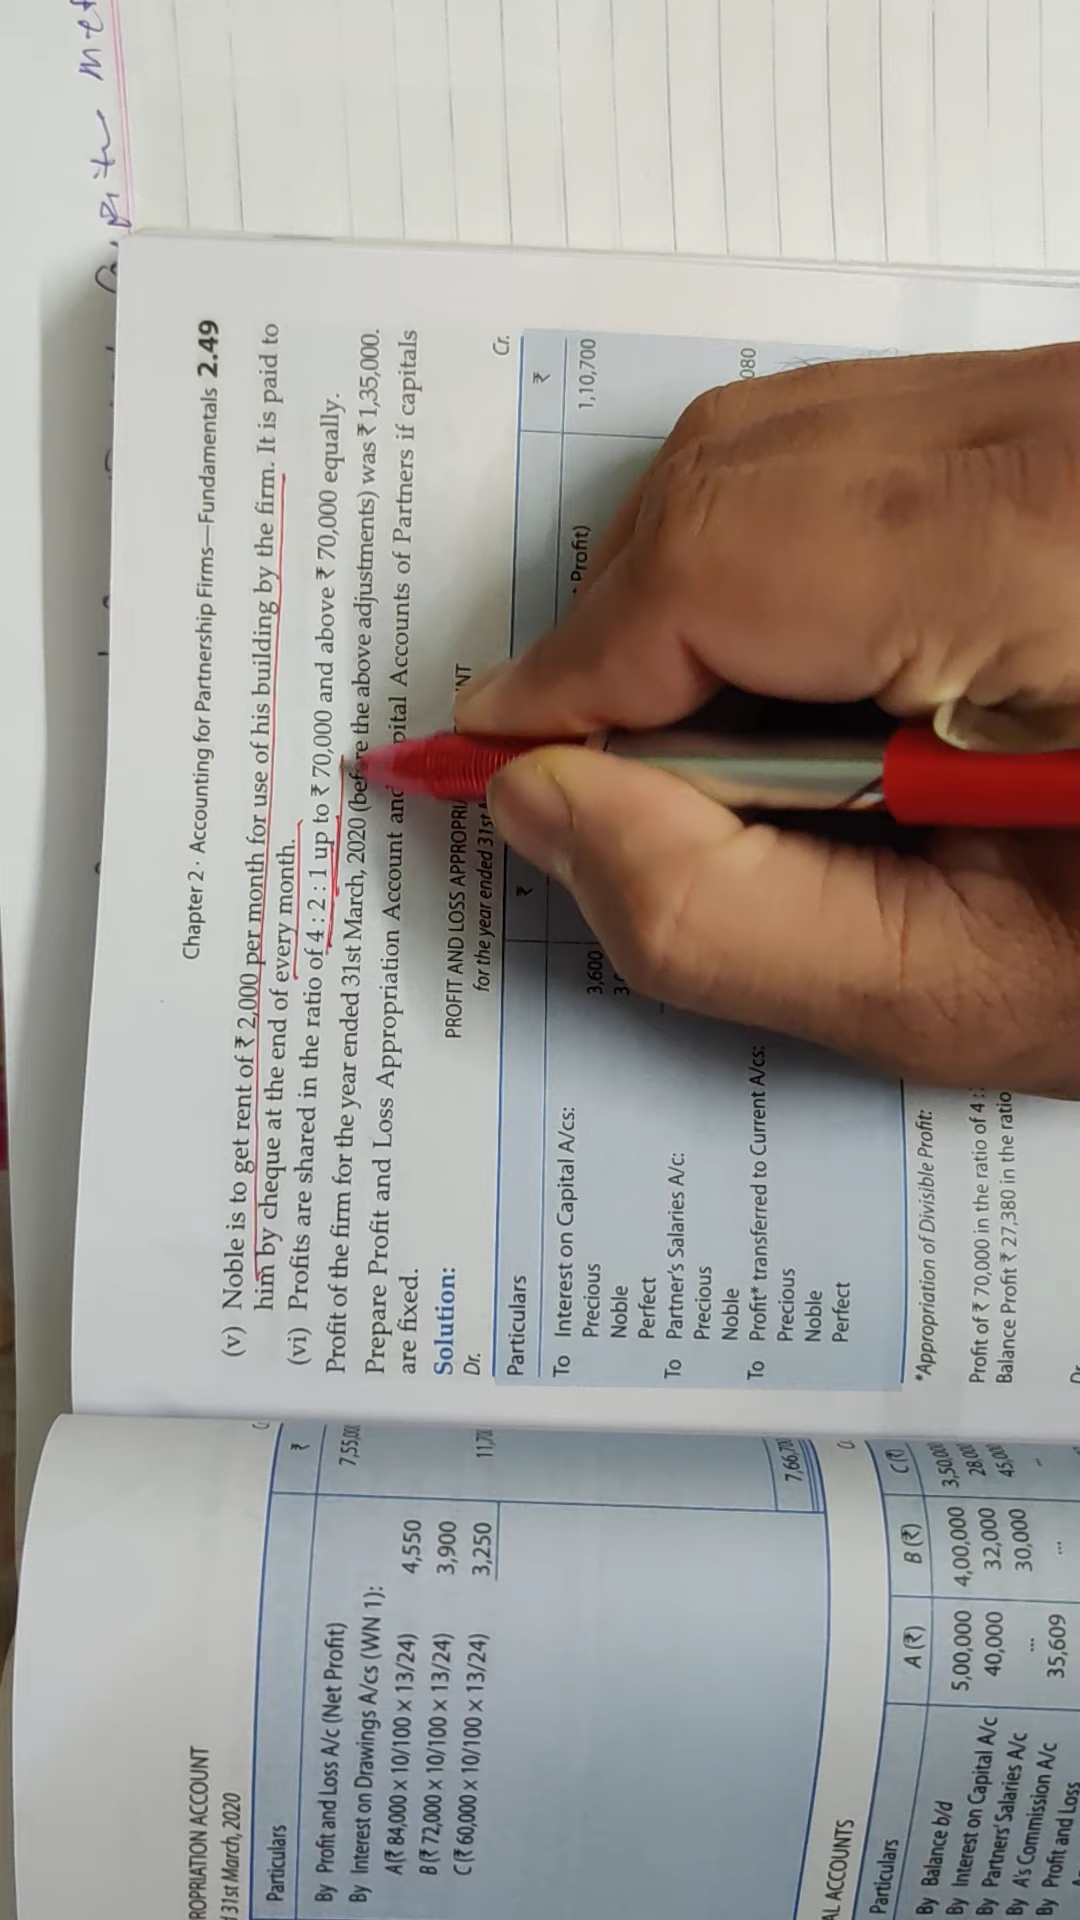 Chapter 2 · Accounting for Partnership Firms—Fundamentals 2.49
(v) Noble is to get rent of ₹ 2,000 per month for use of his building by the firm. It is paid to
him by cheque at the end of every month.
(vi) Profits are shared in the ratio of 4 : 2 : 1 up to ₹ 70,000 and above ₹ 70,000 equally.
Profit of the firm for the year ended 31st March, 2020 (before the above adjustments) was ₹ 1,35,000.
Prepare Profit and Loss Appropriation Account and Capital Accounts of Partners if capitals
are fixed.
Solution:
PROFIT AND LOSS APPROPRI
for the year ended 31st
Dr. Cr.
Particulars ₹ ₹
To Interest on Capital A/cs: 1,10,700
Precious 3,600 Profit)
Noble
Perfect
To Partner's Salaries A/c:
Precious
Noble
To Profit* transferred to Current A/cs: 080
Precious
Noble
Perfect
*Appropriation of Divisible Profit:
Profit of ₹ 70,000 in the ratio of 4 :
Balance Profit ₹ 27,380 in the ratio
ROPRIATION ACCOUNT
31st March, 2020
Particulars ₹
By Profit and Loss A/c (Net Profit) 7,55,00
By Interest on Drawings A/cs (WN 1):
A (₹ 84,000 x 10/100 x 13/24) 4,550
B (₹ 72,000 x 10/100 x 13/24) 3,900
C (₹ 60,000 x 10/100 x 13/24) 3,250 11,70
7,66,70
AL ACCOUNTS
Particulars A (₹) B (₹) C (₹)
By Balance b/d 5,00,000 4,00,000 3,50,000
By Interest on Capital A/c 40,000 32,000 28,00
By Partners' Salaries A/c ... 30,000 45,00
By A's Commission A/c 35,609 ...
By Profit and Loss